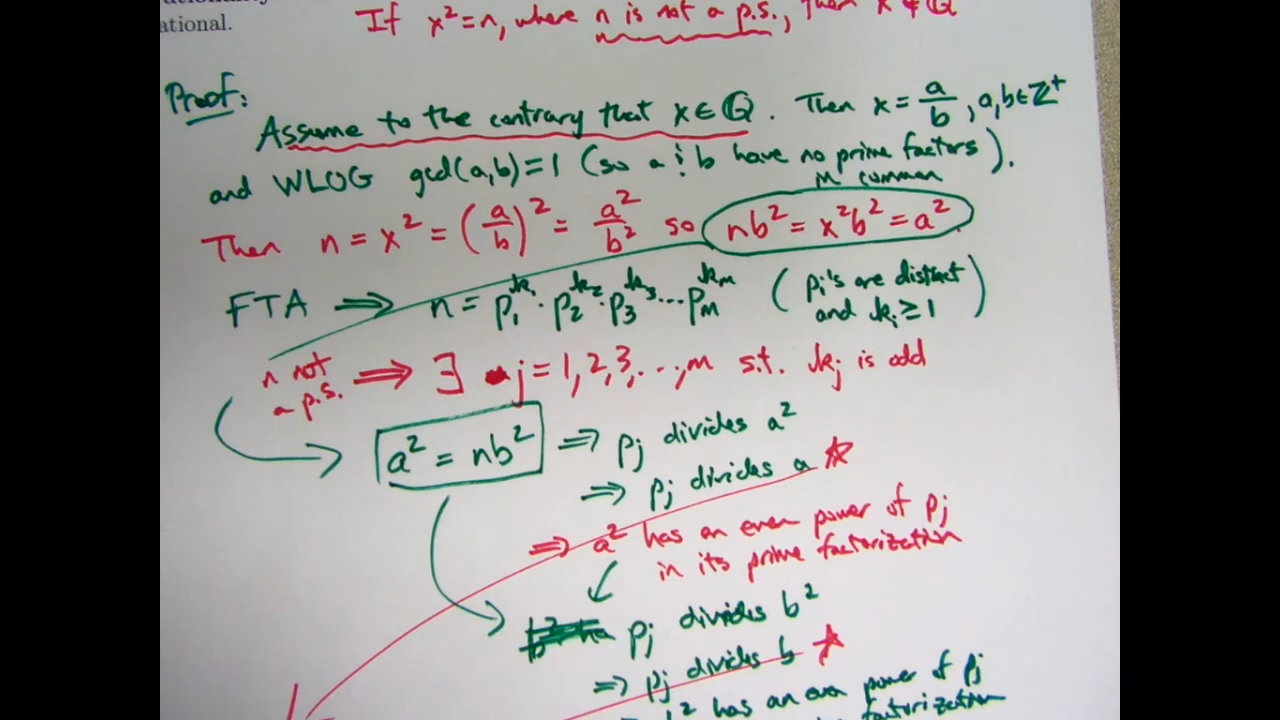 ational.
If x² = n, where n is not a p.s., then x ∉ ℚ
Proof:
Assume to the contrary that x ∈ ℚ. Then x = a/b, a,b ∈ ℤ⁺
and WLOG gcd(a,b) = 1 (so a & b have no prime factors in common).
Then n = x² = (a/b)² = a²/b² so nb² = x²b² = a²
FTA ⟹ n = p₁^k₁ · p₂^k₂ · p₃^k₃ ... pₘ^kₘ (pᵢ's are distinct and kᵢ ≥ 1)
n not a p.s. ⟹ ∃ j = 1, 2, 3, ..., m s.t. kⱼ is odd
a² = nb² ⟹ pⱼ divides a²
⟹ pⱼ divides a ☆
⟹ a² has an even power of pⱼ
in its prime factorization
pⱼ divides b²
⟹ pⱼ divides b ☆
b² has an even power of pⱼ
factorization